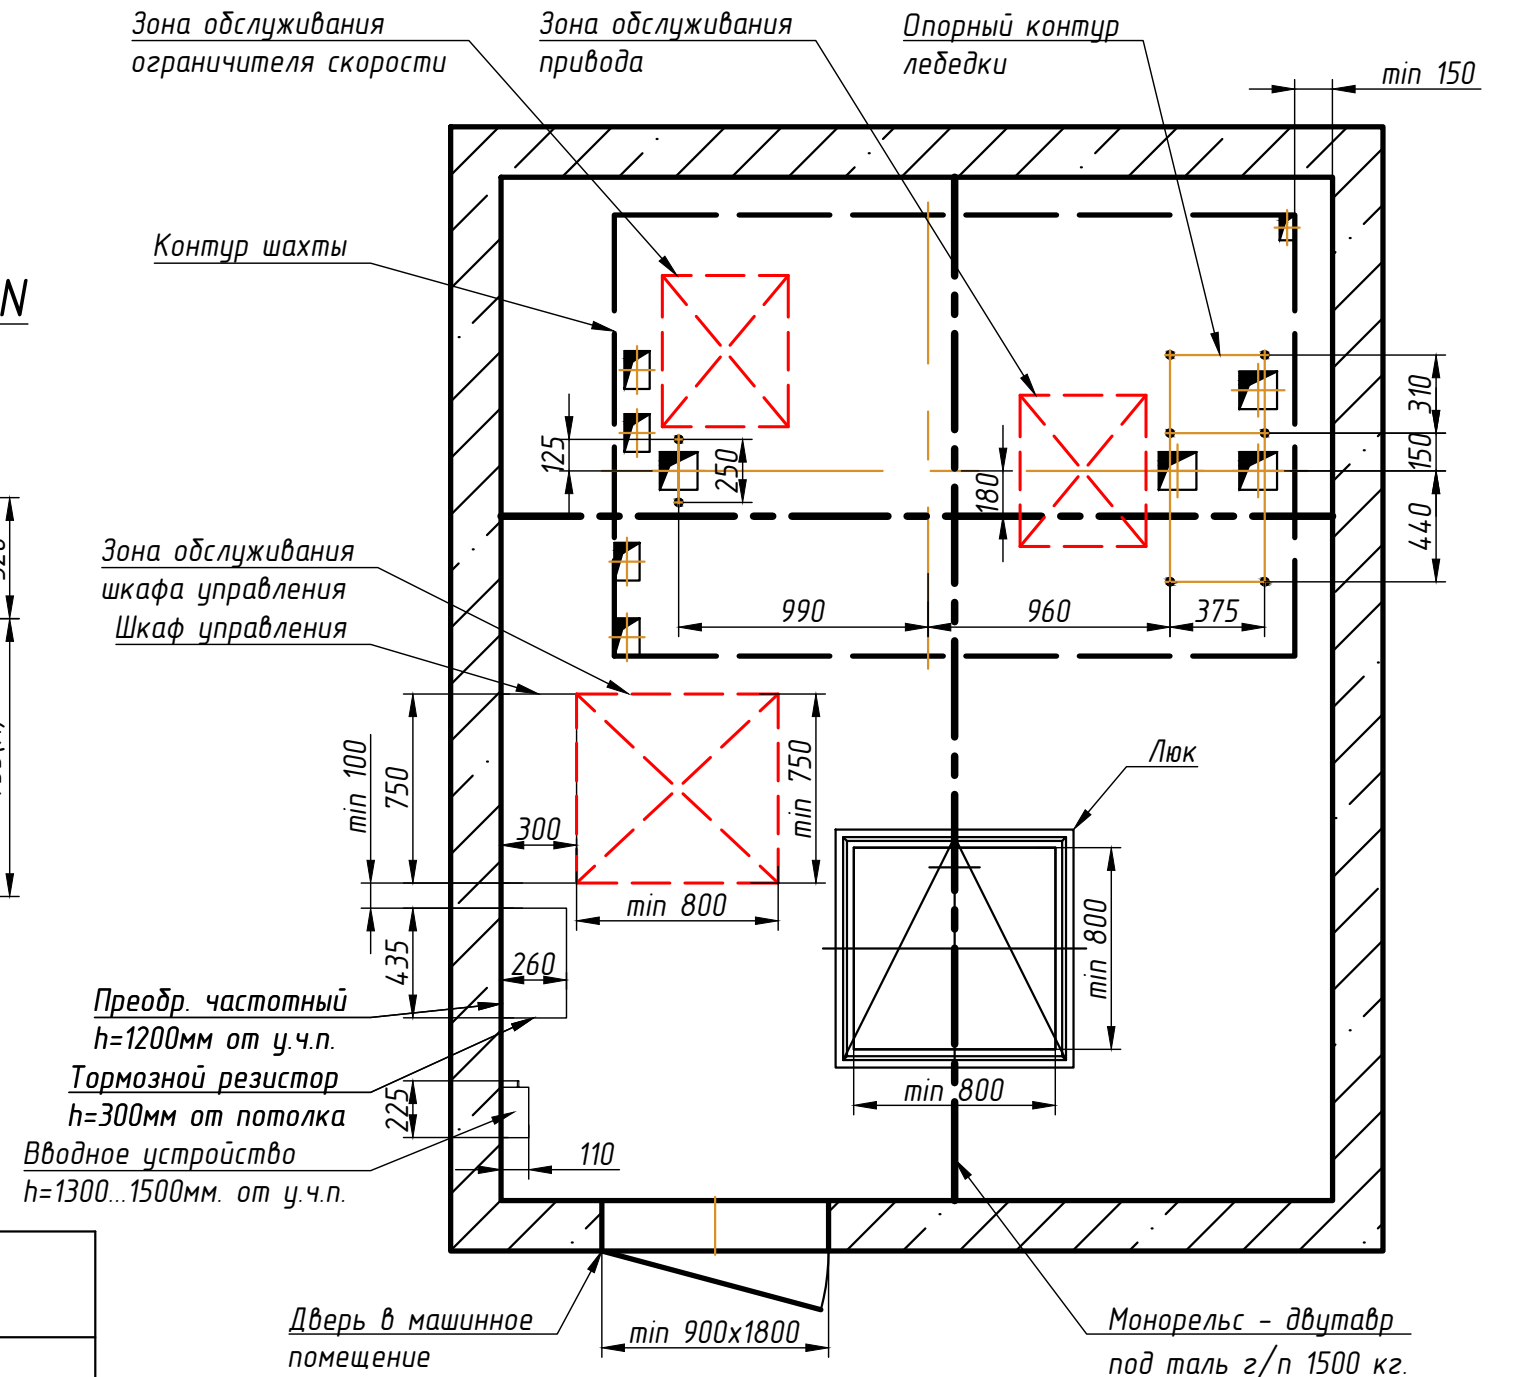 Зона обслуживания
ограничителя скорости
Зона обслуживания
привода
Опорный контур
лебедки
min 150
Контур шахты
N
310
125
250
150
180
440
Зона обслуживания
шкафа управления
Шкаф управления
990
960
375
min 100
750
min 750
Люк
300
min 800
435
260
min 800
Преобр. частотный
h=1200мм от у.ч.п.
Тормозной резистор
h=300мм от потолка
225
min 800
Вводное устройство
h=1300...1500мм. от у.ч.п.
110
Дверь в машинное
помещение
min 900х1800
Монорельс - двутавр
под таль г/п 1500 кг.